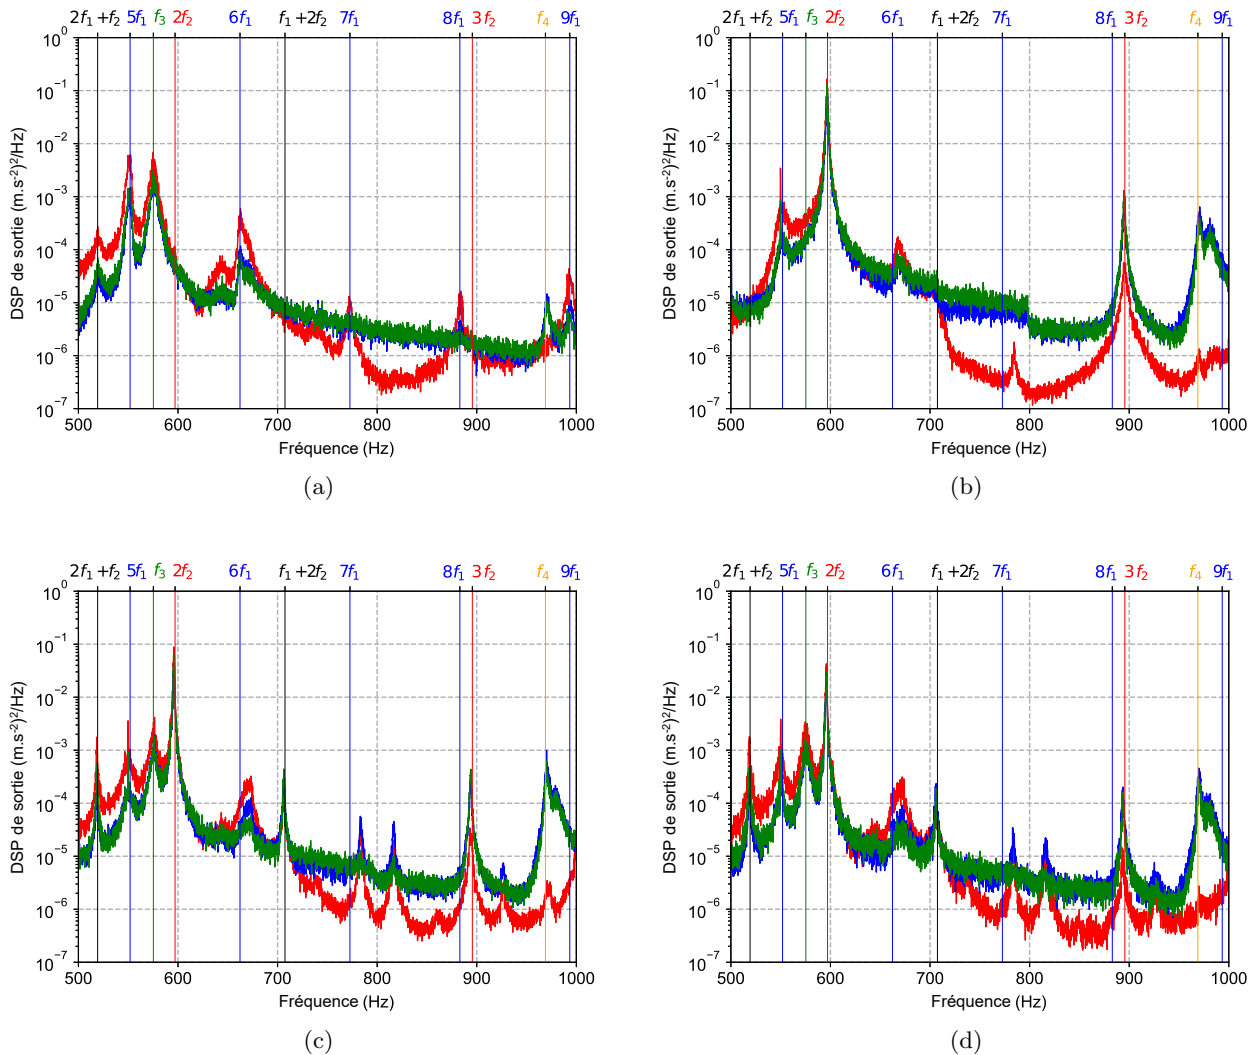 2f₁+f₂ 5f₁ f₃ 2f₂ 6f₁ f₁+2f₂ 7f₁ 8f₁ 3f₂ f₄ 9f₁
10⁰
10⁻¹
10⁻²
10⁻³
10⁻⁴
10⁻⁵
10⁻⁶
10⁻⁷
DSP de sortie (m.s⁻²)²/Hz)
500 600 700 800 900 1000
Fréquence (Hz)
(a)
2f₁+f₂ 5f₁ f₃ 2f₂ 6f₁ f₁+2f₂ 7f₁ 8f₁ 3f₂ f₄ 9f₁
10⁰
10⁻¹
10⁻²
10⁻³
10⁻⁴
10⁻⁵
10⁻⁶
10⁻⁷
DSP de sortie (m.s⁻²)²/Hz)
500 600 700 800 900 1000
Fréquence (Hz)
(b)
2f₁+f₂ 5f₁ f₃ 2f₂ 6f₁ f₁+2f₂ 7f₁ 8f₁ 3f₂ f₄ 9f₁
10⁰
10⁻¹
10⁻²
10⁻³
10⁻⁴
10⁻⁵
10⁻⁶
10⁻⁷
DSP de sortie (m.s⁻²)²/Hz)
500 600 700 800 900 1000
Fréquence (Hz)
(c)
2f₁+f₂ 5f₁ f₃ 2f₂ 6f₁ f₁+2f₂ 7f₁ 8f₁ 3f₂ f₄ 9f₁
10⁰
10⁻¹
10⁻²
10⁻³
10⁻⁴
10⁻⁵
10⁻⁶
10⁻⁷
DSP de sortie (m.s⁻²)²/Hz)
500 600 700 800 900 1000
Fréquence (Hz)
(d)